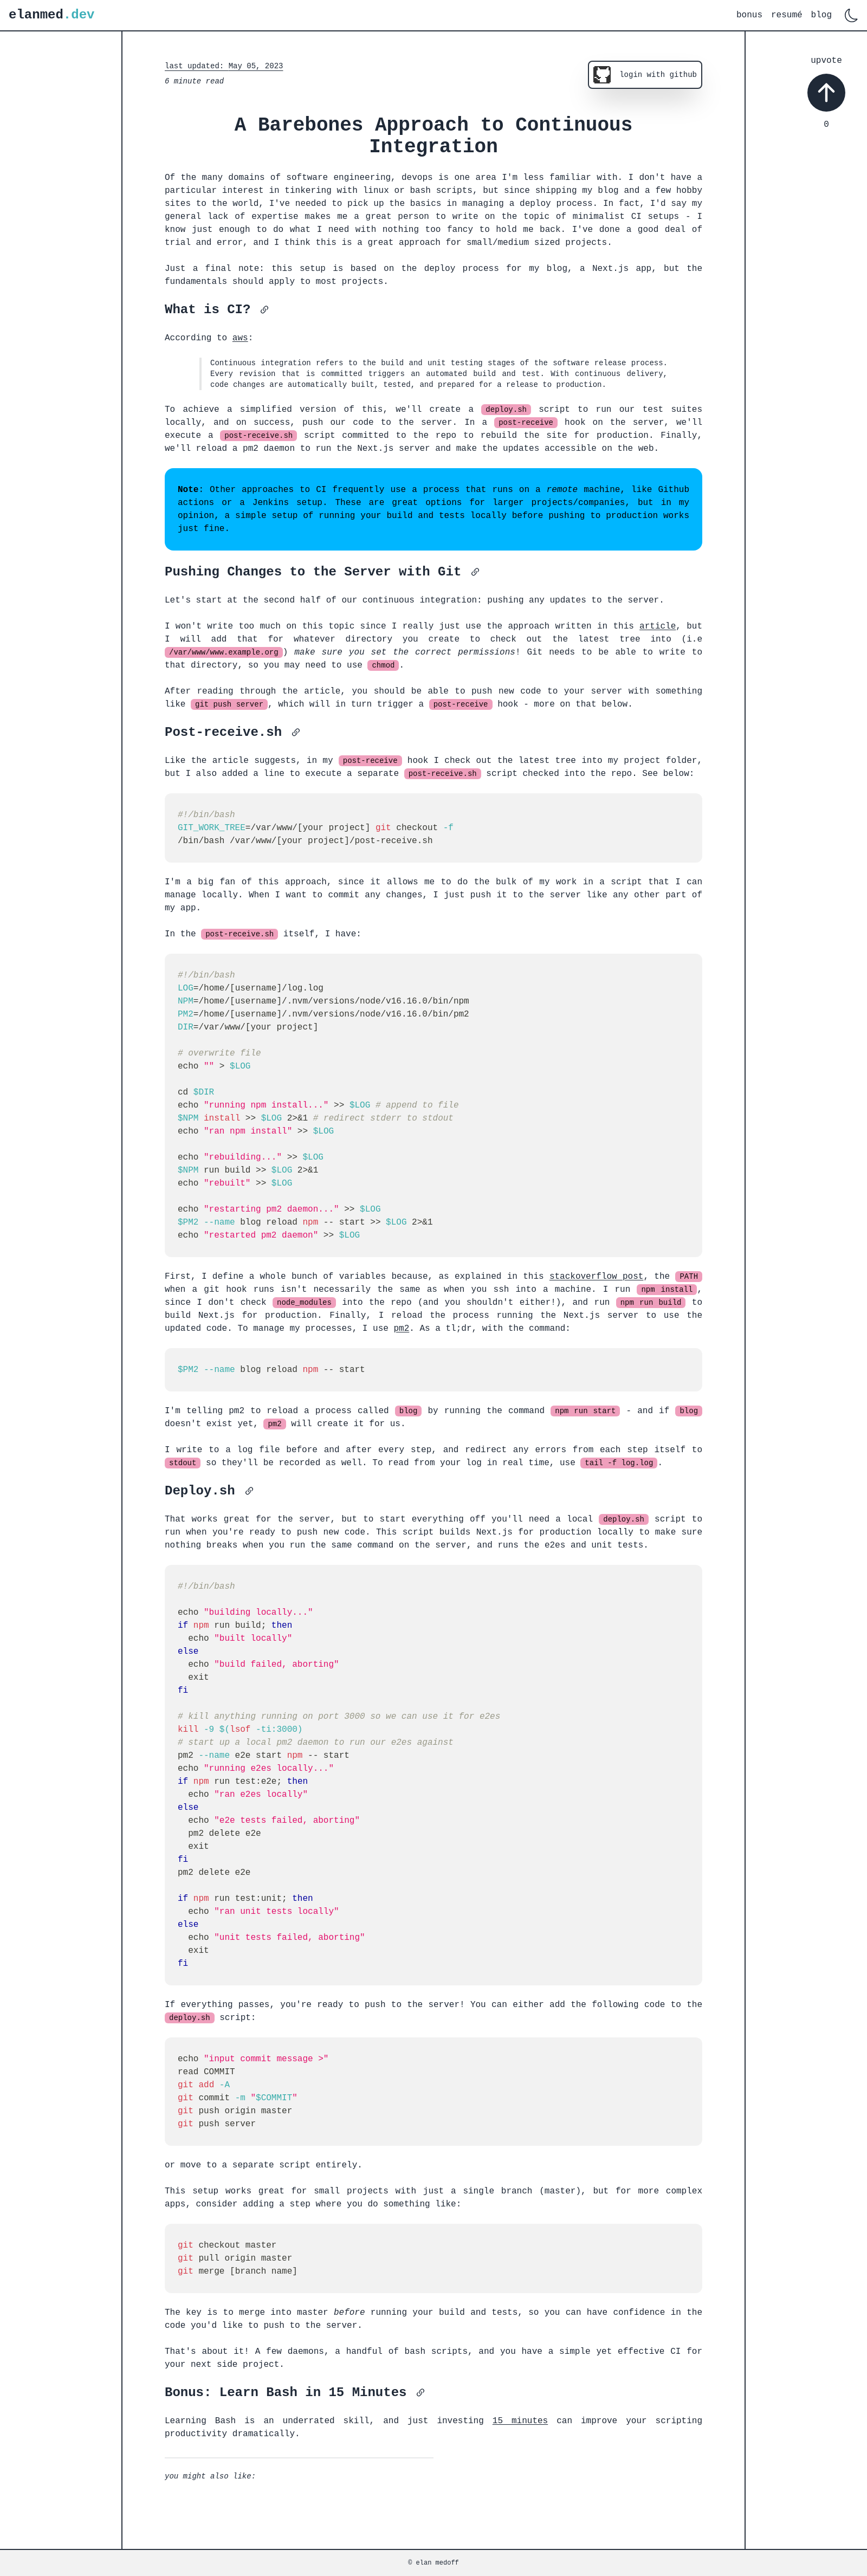 elanmed.dev
bonus resumé blog
upvote
0
last updated: May 05, 2023
6 minute read
login with github
A Barebones Approach to Continuous
Integration
Of the many domains of software engineering, devops is one area I'm less familiar with. I don't have a
particular interest in tinkering with linux or bash scripts, but since shipping my blog and a few hobby
sites to the world, I've needed to pick up the basics in managing a deploy process. In fact, I'd say my
general lack of expertise makes me a great person to write on the topic of minimalist CI setups - I
know just enough to do what I need with nothing too fancy to hold me back. I've done a good deal of
trial and error, and I think this is a great approach for small/medium sized projects.
Just a final note: this setup is based on the deploy process for my blog, a Next.js app, but the
fundamentals should apply to most projects.
What is CI?
According to aws:
Continuous integration refers to the build and unit testing stages of the software release process.
Every revision that is committed triggers an automated build and test. With continuous delivery,
code changes are automatically built, tested, and prepared for a release to production.
To achieve a simplified version of this, we'll create a deploy.sh script to run our test suites
locally, and on success, push our code to the server. In a post-receive hook on the server, we'll
execute a post-receive.sh script committed to the repo to rebuild the site for production. Finally,
we'll reload a pm2 daemon to run the Next.js server and make the updates accessible on the web.
Note: Other approaches to CI frequently use a process that runs on a remote machine, like Github
actions or a Jenkins setup. These are great options for larger projects/companies, but in my
opinion, a simple setup of running your build and tests locally before pushing to production works
just fine.
Pushing Changes to the Server with Git
Let's start at the second half of our continuous integration: pushing any updates to the server.
I won't write too much on this topic since I really just use the approach written in this article, but
I will add that for whatever directory you create to check out the latest tree into (i.e
/var/www/www.example.org) make sure you set the correct permissions! Git needs to be able to write to
that directory, so you may need to use chmod.
After reading through the article, you should be able to push new code to your server with something
like git push server, which will in turn trigger a post-receive hook - more on that below.
Post-receive.sh
Like the article suggests, in my post-receive hook I check out the latest tree into my project folder,
but I also added a line to execute a separate post-receive.sh script checked into the repo. See below:
#!/bin/bash
GIT_WORK_TREE=/var/www/[your project] git checkout -f
/bin/bash /var/www/[your project]/post-receive.sh
I'm a big fan of this approach, since it allows me to do the bulk of my work in a script that I can
manage locally. When I want to commit any changes, I just push it to the server like any other part of
my app.
In the post-receive.sh itself, I have:
#!/bin/bash
LOG=/home/[username]/log.log
NPM=/home/[username]/.nvm/versions/node/v16.16.0/bin/npm
PM2=/home/[username]/.nvm/versions/node/v16.16.0/bin/pm2
DIR=/var/www/[your project]
# overwrite file
echo "" > $LOG
cd $DIR
echo "running npm install..." >> $LOG # append to file
$NPM install >> $LOG 2>&1 # redirect stderr to stdout
echo "ran npm install" >> $LOG
echo "rebuilding..." >> $LOG
$NPM run build >> $LOG 2>&1
echo "rebuilt" >> $LOG
echo "restarting pm2 daemon..." >> $LOG
$PM2 --name blog reload npm -- start >> $LOG 2>&1
echo "restarted pm2 daemon" >> $LOG
First, I define a whole bunch of variables because, as explained in this stackoverflow post, the PATH
when a git hook runs isn't necessarily the same as when you ssh into a machine. I run npm install,
since I don't check node_modules into the repo (and you shouldn't either!), and run npm run build to
build Next.js for production. Finally, I reload the process running the Next.js server to use the
updated code. To manage my processes, I use pm2. As a tl;dr, with the command:
$PM2 --name blog reload npm -- start
I'm telling pm2 to reload a process called blog by running the command npm run start - and if blog
doesn't exist yet, pm2 will create it for us.
I write to a log file before and after every step, and redirect any errors from each step itself to
stdout so they'll be recorded as well. To read from your log in real time, use tail -f log.log.
Deploy.sh
That works great for the server, but to start everything off you'll need a local deploy.sh script to
run when you're ready to push new code. This script builds Next.js for production locally to make sure
nothing breaks when you run the same command on the server, and runs the e2es and unit tests.
#!/bin/bash
echo "building locally..."
if npm run build; then
echo "built locally"
else
echo "build failed, aborting"
exit
fi
# kill anything running on port 3000 so we can use it for e2es
kill -9 $(lsof -ti:3000)
# start up a local pm2 daemon to run our e2es against
pm2 --name e2e start npm -- start
echo "running e2es locally..."
if npm run test:e2e; then
echo "ran e2es locally"
else
echo "e2e tests failed, aborting"
pm2 delete e2e
exit
fi
pm2 delete e2e
if npm run test:unit; then
echo "ran unit tests locally"
else
echo "unit tests failed, aborting"
exit
fi
If everything passes, you're ready to push to the server! You can either add the following code to the
deploy.sh script:
echo "input commit message >"
read COMMIT
git add -A
git commit -m "$COMMIT"
git push origin master
git push server
or move to a separate script entirely.
This setup works great for small projects with just a single branch (master), but for more complex
apps, consider adding a step where you do something like:
git checkout master
git pull origin master
git merge [branch name]
The key is to merge into master before running your build and tests, so you can have confidence in the
code you'd like to push to the server.
That's about it! A few daemons, a handful of bash scripts, and you have a simple yet effective CI for
your next side project.
Bonus: Learn Bash in 15 Minutes
Learning Bash is an underrated skill, and just investing 15 minutes can improve your scripting
productivity dramatically.
you might also like:
© elan medoff